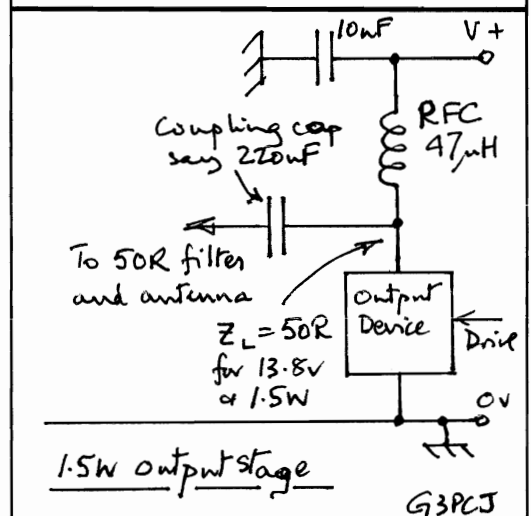 10nF
V+
RFC
47µH
Coupling cap
say 220nF
To 50R filter
and antenna
Z_L = 50R
for 13.8v
& 1.5W
Output
Device
Drive
0v
1.5W output stage
G3PCJ